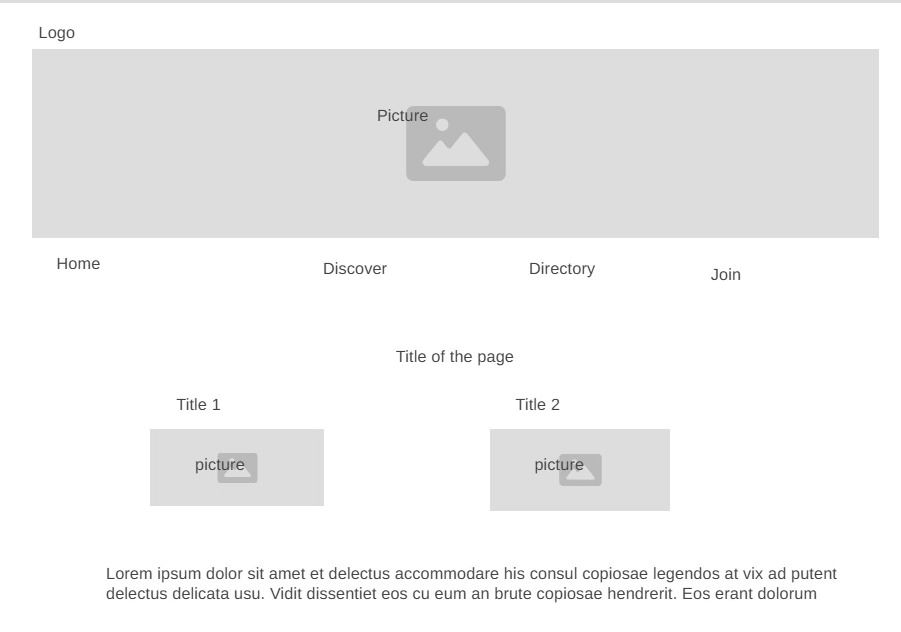 Logo
Picture
Home
Discover
Directory
Join
Title of the page
Title 1
Title 2
picture
picture
Lorem ipsum dolor sit amet et delectus accommodare his consul copiosae legendos at vix ad putent
delectus delicata usu. Vidit dissentiet eos cu eum an brute copiosae hendrerit. Eos erant dolorum